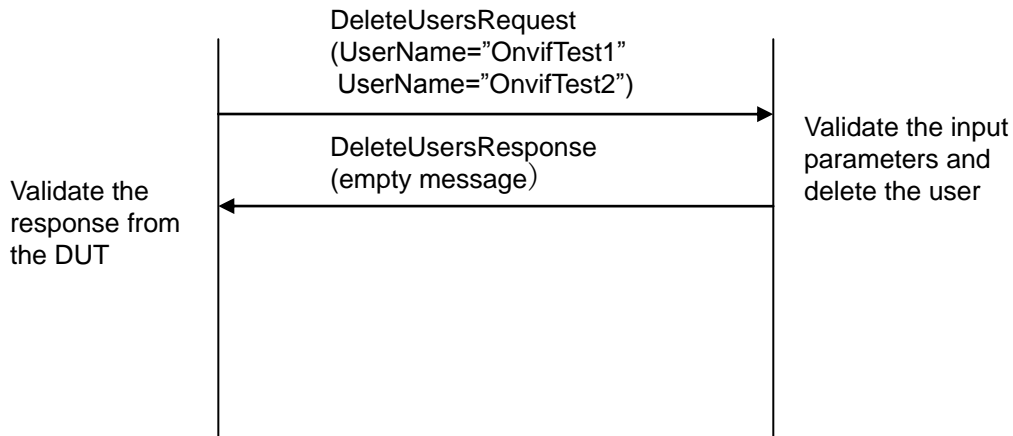 DeleteUsersRequest
(UserName=”OnvifTest1”
UserName=”OnvifTest2”)
Validate the input
parameters and
delete the user
DeleteUsersResponse
(empty message）
Validate the
response from
the DUT